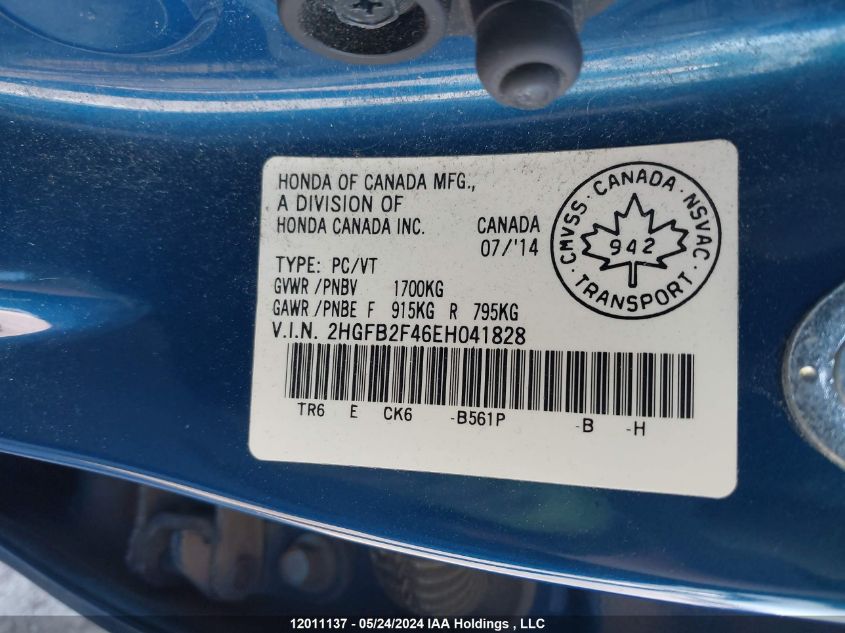 HONDA OF CANADA MFG.,
A DIVISION OF
HONDA CANADA INC. CANADA
07/'14
TYPE: PC/VT
GVWR /PNBV 1700KG
GAWR /PNBE F 915KG R 795KG
V.I.N. 2HGFB2F46EH041828
TR6 E CK6 -B561P -B -H
CMVSS · CANADA · NSVAC
942
· TRANSPORT ·
12011137 - 05/24/2024 IAA Holdings , LLC